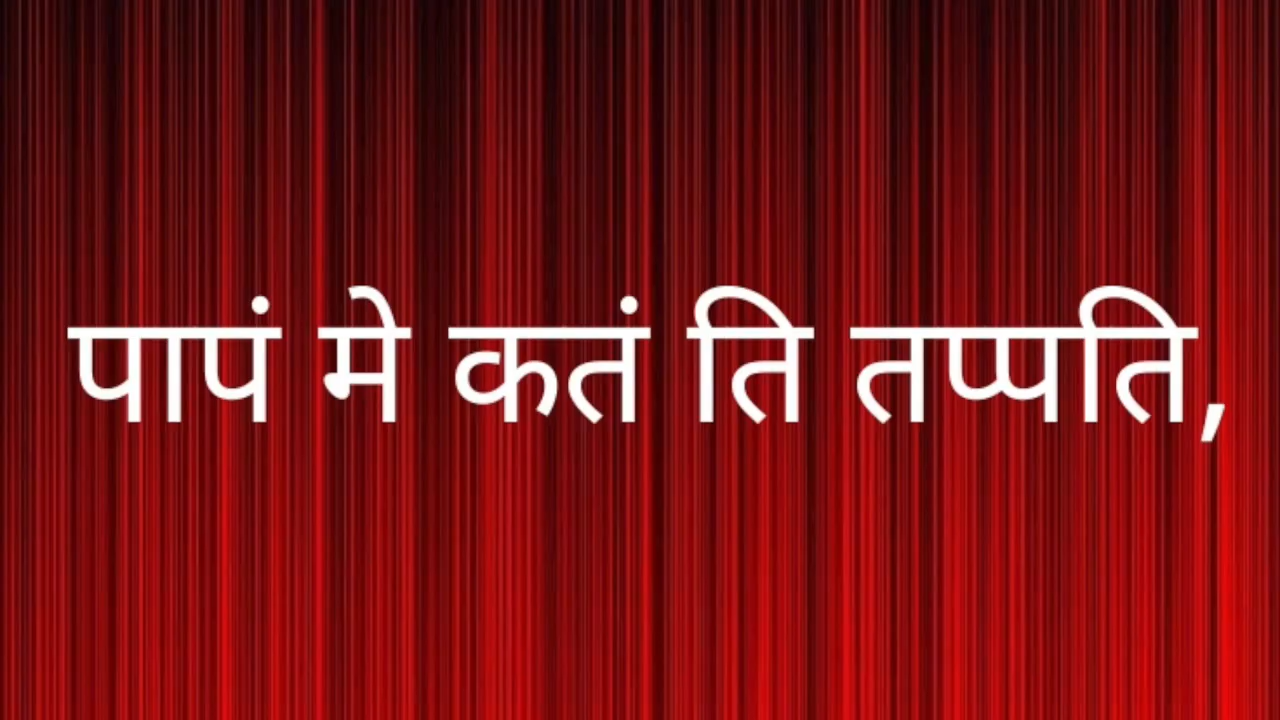 पापं मे कतं ति तप्पति,